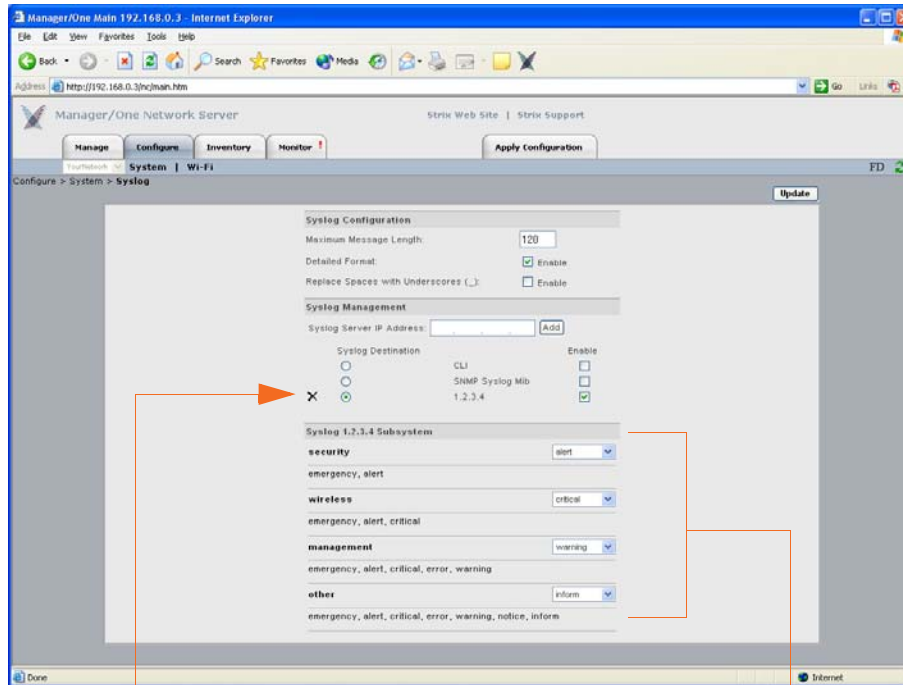 Manager/One Main 192.168.0.3 - Internet Explorer
File Edit View Favorites Tools Help
Back Search Favorites Media
Address http://192.168.0.3/nc/main.htm Go Links
Manager/One Network Server Strix Web Site | Strix Support
Manage Configure Inventory Monitor ! Apply Configuration
YourNetwork System | Wi-Fi FD
Configure > System > Syslog
Update
Syslog Configuration
Maximum Message Length: 120
Detailed Format: Enable
Replace Spaces with Underscores (_): Enable
Syslog Management
Syslog Server IP Address: . . . Add
Syslog Destination Enable
CLI
SNMP Syslog Mib
1.2.3.4
Syslog 1.2.3.4 Subsystem
security alert
emergency, alert
wireless critical
emergency, alert, critical
management warning
emergency, alert, critical, error, warning
other inform
emergency, alert, critical, error, warning, notice, inform
Done Internet